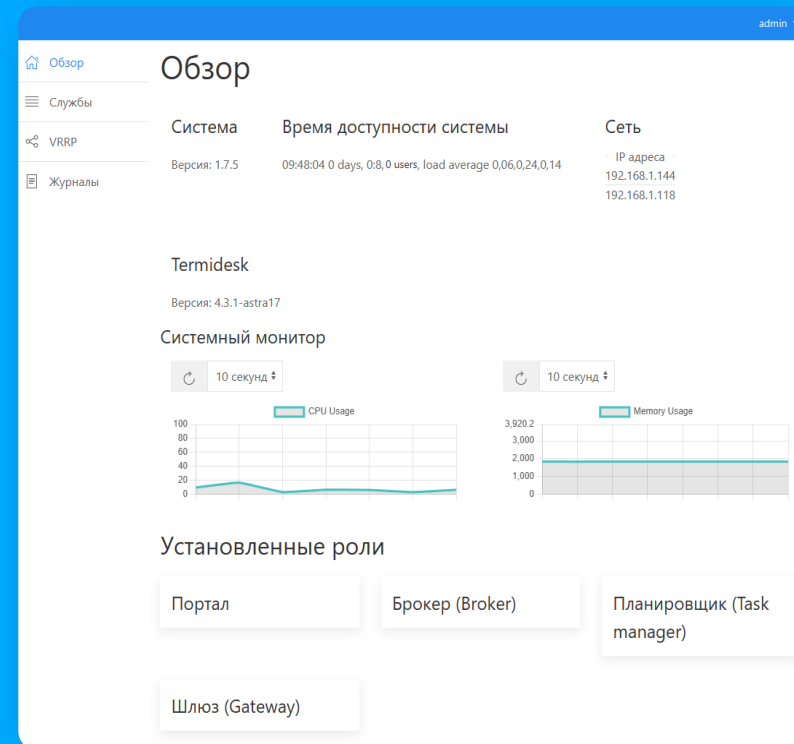 admin
Обзор
Службы
VRRP
Журналы
Обзор
Система
Версия: 1.7.5
Время доступности системы
09:48:04 0 days, 0:8, 0 users, load average 0,06,0,24,0,14
Сеть
IP адреса
192.168.1.144
192.168.1.118
Termidesk
Версия: 4.3.1-astra17
Системный монитор
10 секунд
CPU Usage
100
80
60
40
20
0
10 секунд
Memory Usage
3,920.2
3,000
2,000
1,000
0
Установленные роли
Портал
Брокер (Broker)
Планировщик (Task
manager)
Шлюз (Gateway)